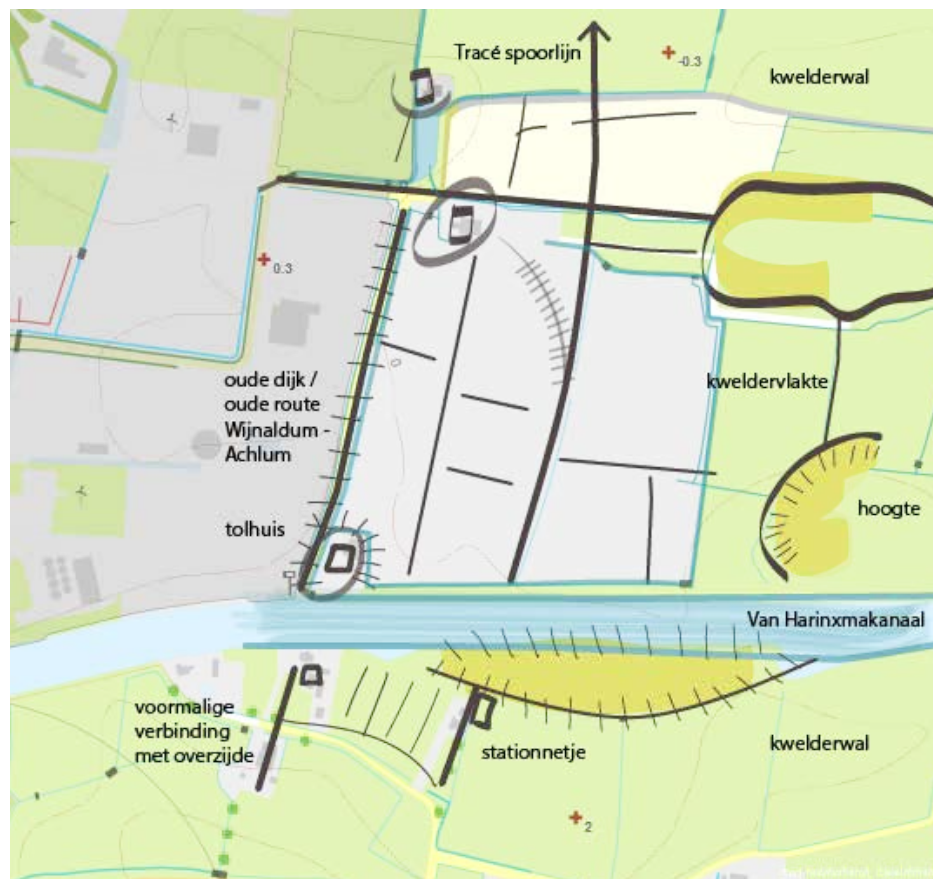 Tracé spoorlijn
-0.3
kwelderwal
0.3
0
oude dijk /
oude route
Wijnaldum -
Achlum
kweldervlakte
hoogte
tolhuis
Van Harinxmakanaal
voormalige
verbinding
met overzijde
stationnetje
kwelderwal
2